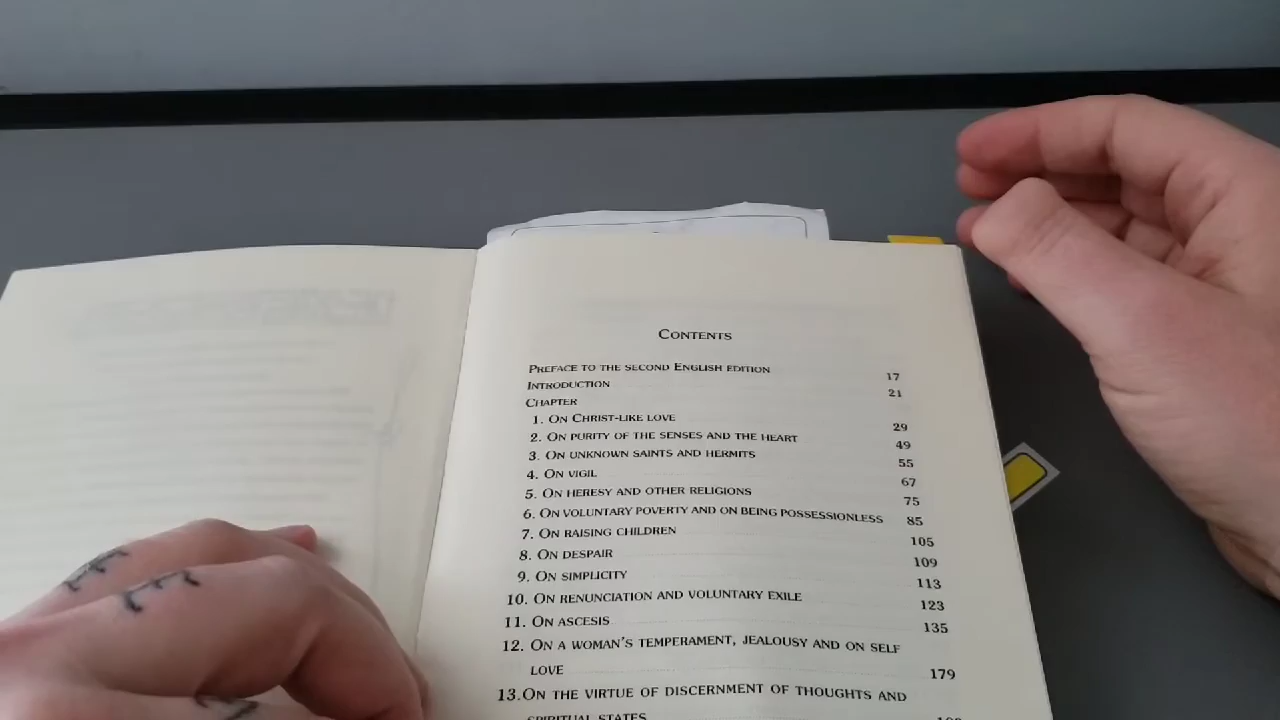 CONTENTS
PREFACE TO THE SECOND ENGLISH EDITION 17
INTRODUCTION 21
CHAPTER
1. ON CHRIST-LIKE LOVE 29
2. ON PURITY OF THE SENSES AND THE HEART 49
3. ON UNKNOWN SAINTS AND HERMITS 55
4. ON VIGIL 67
5. ON HERESY AND OTHER RELIGIONS 75
6. ON VOLUNTARY POVERTY AND ON BEING POSSESSIONLESS 85
7. ON RAISING CHILDREN 105
8. ON DESPAIR 109
9. ON SIMPLICITY 113
10. ON RENUNCIATION AND VOLUNTARY EXILE 123
11. ON ASCESIS 135
12. ON A WOMAN'S TEMPERAMENT, JEALOUSY AND ON SELF
LOVE 179
13.ON THE VIRTUE OF DISCERNMENT OF THOUGHTS AND
SPIRITUAL STATES